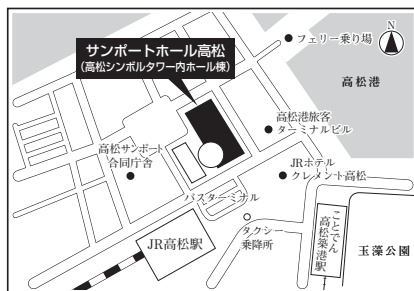 サンポートホール高松
(高松シンボルタワー内ホール棟)
フェリー乗り場
N
高松港
高松港旅客
ターミナルビル
高松サンポート
合同庁舎
JRホテル
クレメント高松
バスターミナル
タクシー
乗降所
JR高松駅
ことでん
高松築港駅
玉藻公園